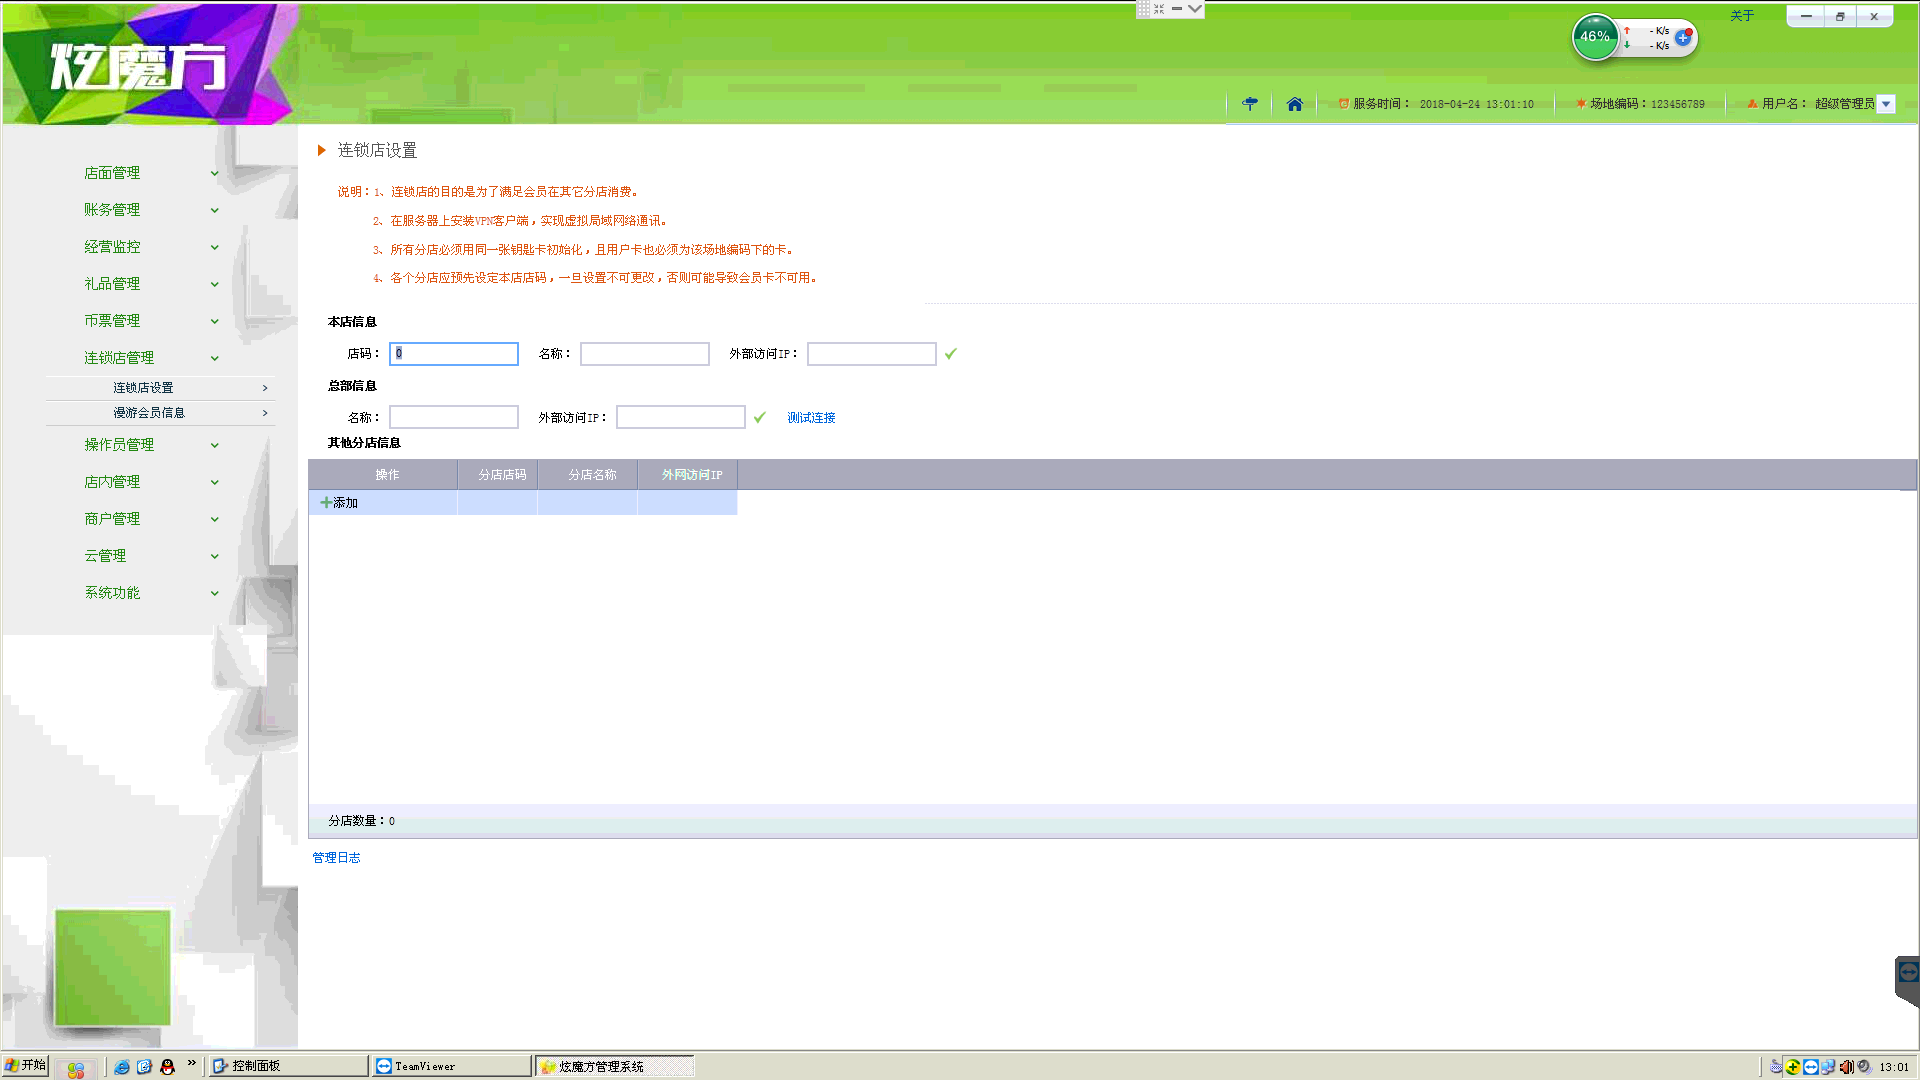 关于
46%
- K/s
- K/s
炫魔方
服务时间： 2018-04-24 13:01:10
场地编码：123456789
用户名： 超级管理员
店面管理
账务管理
经营监控
礼品管理
币票管理
连锁店管理
连锁店设置
漫游会员信息
操作员管理
店内管理
商户管理
云管理
系统功能
连锁店设置
说明：1、连锁店的目的是为了满足会员在其它分店消费。
2、在服务器上安装VPN客户端，实现虚拟局域网络通讯。
3、所有分店必须用同一张钥匙卡初始化，且用户卡也必须为该场地编码下的卡。
4、各个分店应预先设定本店店码，一旦设置不可更改，否则可能导致会员卡不可用。
本店信息
店码： 0 名称： 外部访问IP：
总部信息
名称： 外部访问IP： 测试连接
其他分店信息
操作 分店店码 分店名称 外网访问IP
添加
分店数量：0
管理日志
开始 控制面板 TeamViewer 炫魔方管理系统 13:01